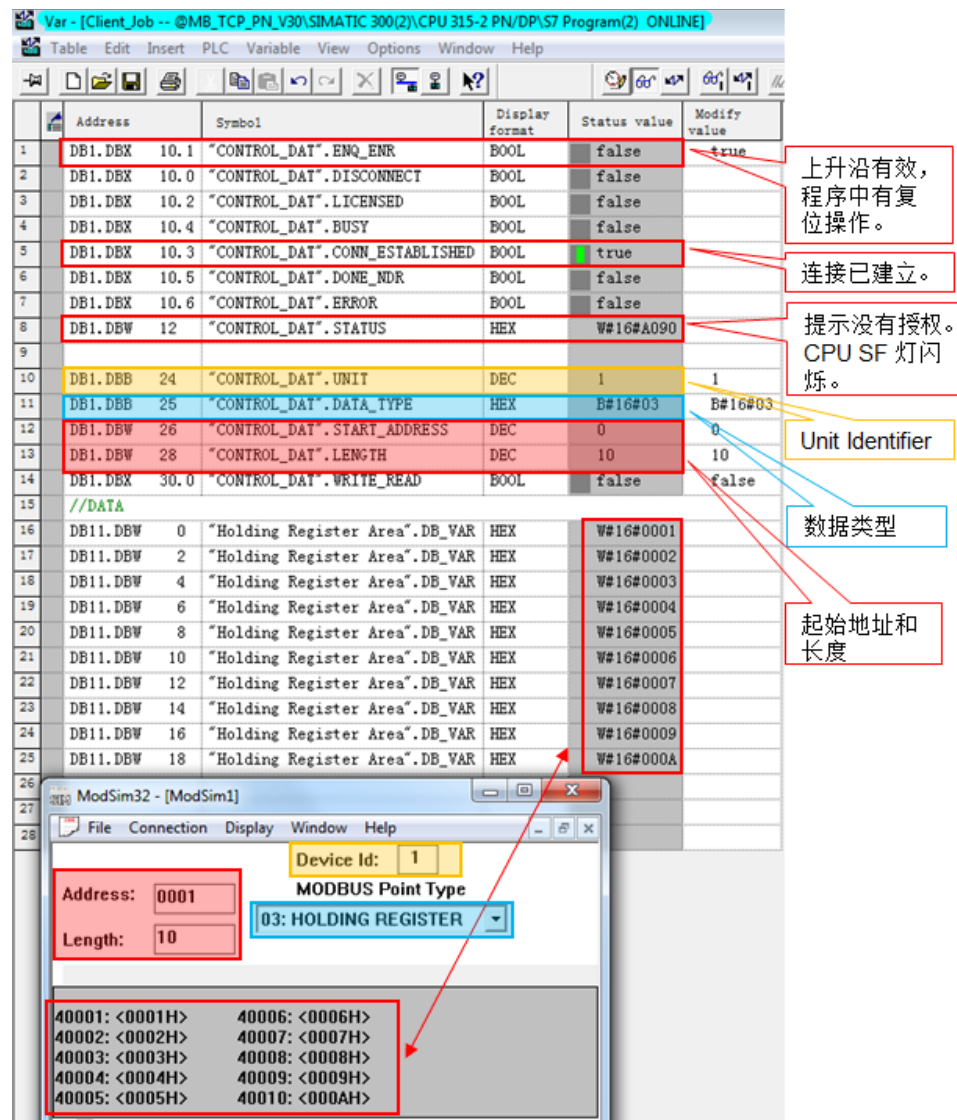 Var - [Client_Job -- @MB_TCP_PN_V30\SIMATIC 300(2)\CPU 315-2 PN/DP\S7 Program(2) ONLINE]
Table Edit Insert PLC Variable View Options Window Help
Address Symbol Display format Status value Modify value
1 DB1.DBX 10.1 "CONTROL_DAT".ENQ_ENR BOOL false true
2 DB1.DBX 10.0 "CONTROL_DAT".DISCONNECT BOOL false
3 DB1.DBX 10.2 "CONTROL_DAT".LICENSED BOOL false
4 DB1.DBX 10.4 "CONTROL_DAT".BUSY BOOL false
5 DB1.DBX 10.3 "CONTROL_DAT".CONN_ESTABLISHED BOOL true
6 DB1.DBX 10.5 "CONTROL_DAT".DONE_NDR BOOL false
7 DB1.DBX 10.6 "CONTROL_DAT".ERROR BOOL false
8 DB1.DBW 12 "CONTROL_DAT".STATUS HEX W#16#A090
9
10 DB1.DBB 24 "CONTROL_DAT".UNIT DEC 1 1
11 DB1.DBB 25 "CONTROL_DAT".DATA_TYPE HEX B#16#03 B#16#03
12 DB1.DBW 26 "CONTROL_DAT".START_ADDRESS DEC 0 0
13 DB1.DBW 28 "CONTROL_DAT".LENGTH DEC 10 10
14 DB1.DBX 30.0 "CONTROL_DAT".WRITE_READ BOOL false false
15 //DATA
16 DB11.DBW 0 "Holding Register Area".DB_VAR HEX W#16#0001
17 DB11.DBW 2 "Holding Register Area".DB_VAR HEX W#16#0002
18 DB11.DBW 4 "Holding Register Area".DB_VAR HEX W#16#0003
19 DB11.DBW 6 "Holding Register Area".DB_VAR HEX W#16#0004
20 DB11.DBW 8 "Holding Register Area".DB_VAR HEX W#16#0005
21 DB11.DBW 10 "Holding Register Area".DB_VAR HEX W#16#0006
22 DB11.DBW 12 "Holding Register Area".DB_VAR HEX W#16#0007
23 DB11.DBW 14 "Holding Register Area".DB_VAR HEX W#16#0008
24 DB11.DBW 16 "Holding Register Area".DB_VAR HEX W#16#0009
25 DB11.DBW 18 "Holding Register Area".DB_VAR HEX W#16#000A
26
27
28
上升沿有效，
程序中有复
位操作。
连接已建立。
提示没有授权。
CPU SF 灯闪
烁。
Unit Identifier
数据类型
起始地址和
长度
ModSim32 - [ModSim1]
File Connection Display Window Help
Device Id: 1
Address: 0001
MODBUS Point Type
03: HOLDING REGISTER
Length: 10
40001: <0001H> 40006: <0006H>
40002: <0002H> 40007: <0007H>
40003: <0003H> 40008: <0008H>
40004: <0004H> 40009: <0009H>
40005: <0005H> 40010: <000AH>